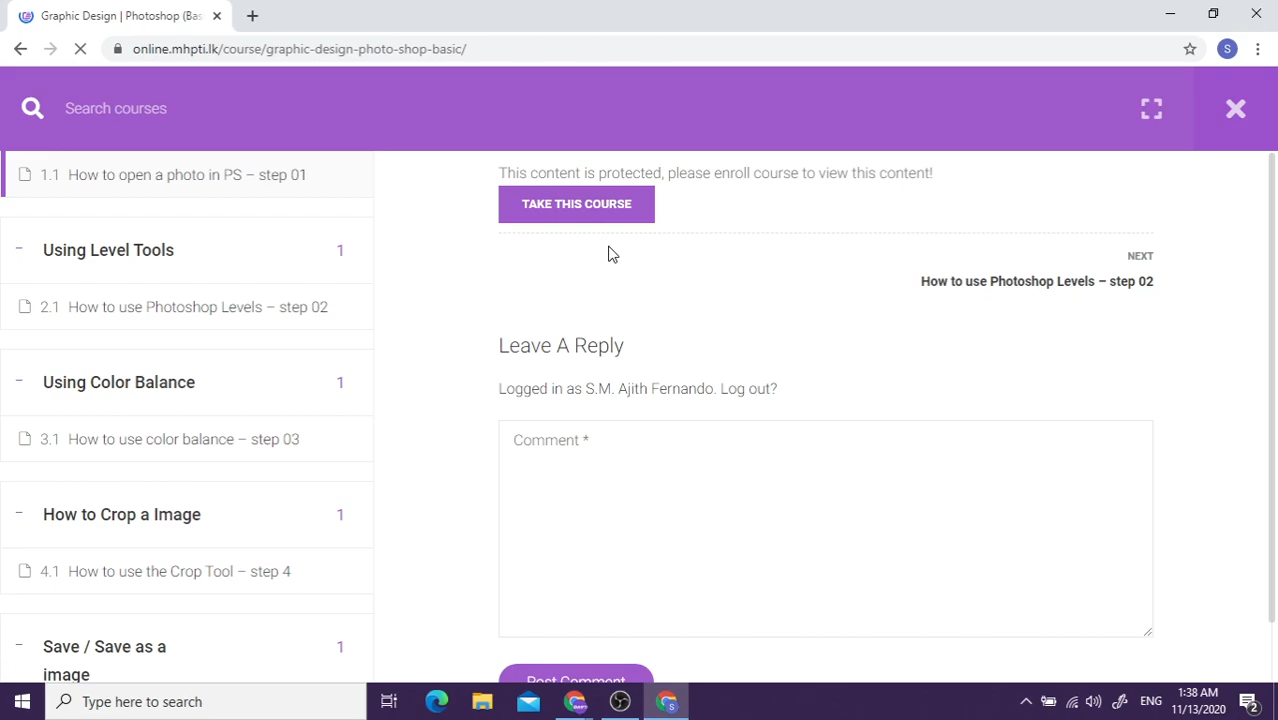 Graphic Design | Photoshop (Bas
online.mhpti.lk/course/graphic-design-photo-shop-basic/
S
Search courses
1.1 How to open a photo in PS – step 01
Using Level Tools 1
2.1 How to use Photoshop Levels – step 02
Using Color Balance 1
3.1 How to use color balance – step 03
How to Crop a Image 1
4.1 How to use the Crop Tool – step 4
Save / Save as a 1
image
This content is protected, please enroll course to view this content!
TAKE THIS COURSE
NEXT
How to use Photoshop Levels – step 02
Leave A Reply
Logged in as S.M. Ajith Fernando. Log out?
Comment *
Post Comment
Type here to search
ENG
1:38 AM
11/13/2020
2